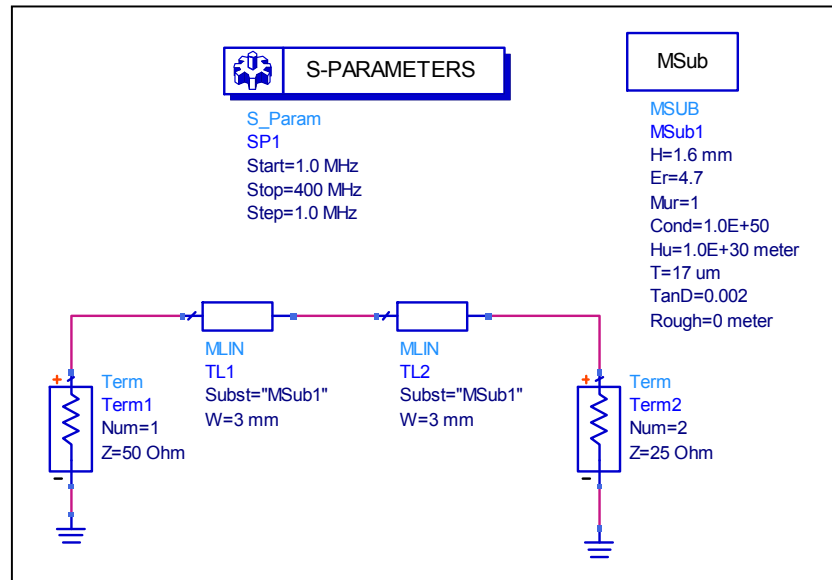 S-PARAMETERS
S_Param
SP1
Start=1.0 MHz
Stop=400 MHz
Step=1.0 MHz
MSub
MSUB
MSub1
H=1.6 mm
Er=4.7
Mur=1
Cond=1.0E+50
Hu=1.0E+30 meter
T=17 um
TanD=0.002
Rough=0 meter
+
Term
Term1
Num=1
Z=50 Ohm
-
MLIN
TL1
Subst="MSub1"
W=3 mm
MLIN
TL2
Subst="MSub1"
W=3 mm
+
Term
Term2
Num=2
Z=25 Ohm
-